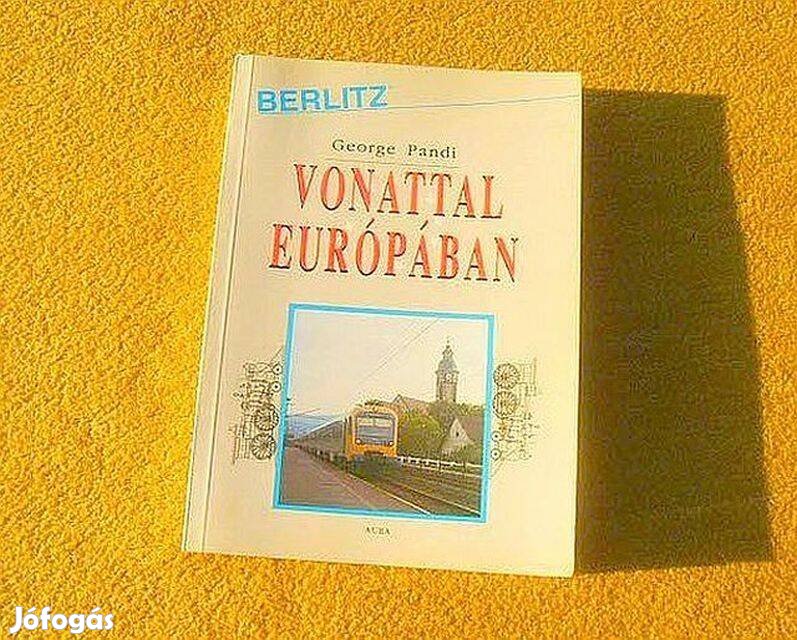 BERLITZ
George Pandi
VONATTAL
EURÓPÁBAN
AURA
Jófogás